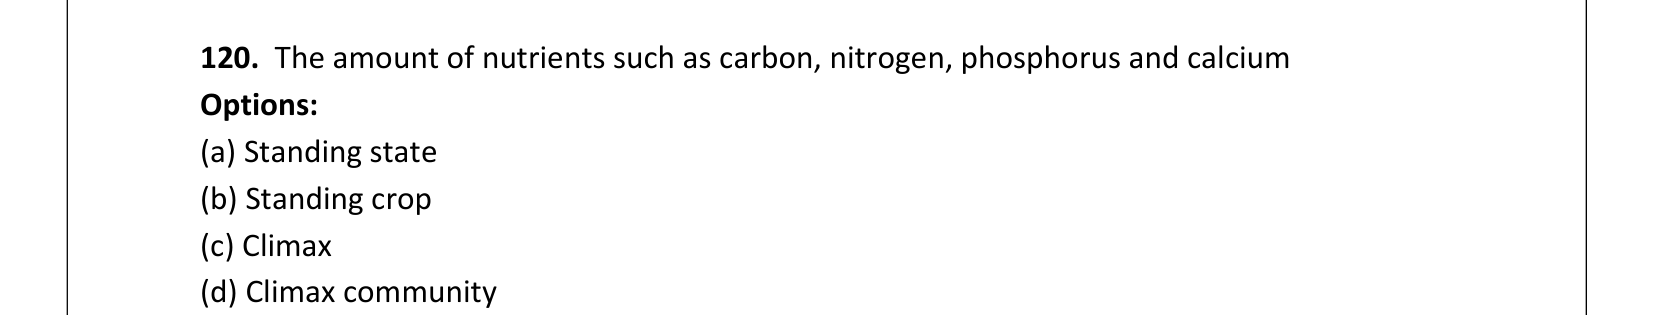 120. The amount of nutrients such as carbon, nitrogen, phosphorus and calcium
Options:
(a) Standing state
(b) Standing crop
(c) Climax
(d) Climax community